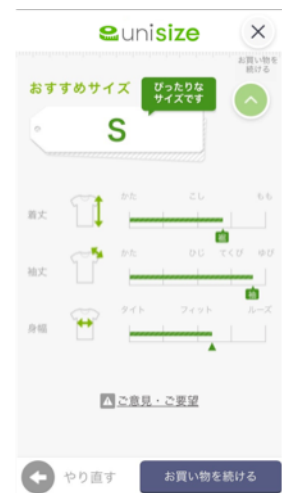 unisize
お買い物を
続ける
おすすめサイズ
ぴったりな
サイズです
S
着丈
かた こし もも
袖丈
かた ひじ てくび ゆび
身幅
タイト フィット ルーズ
ご意見・ご要望
やり直す
お買い物を続ける